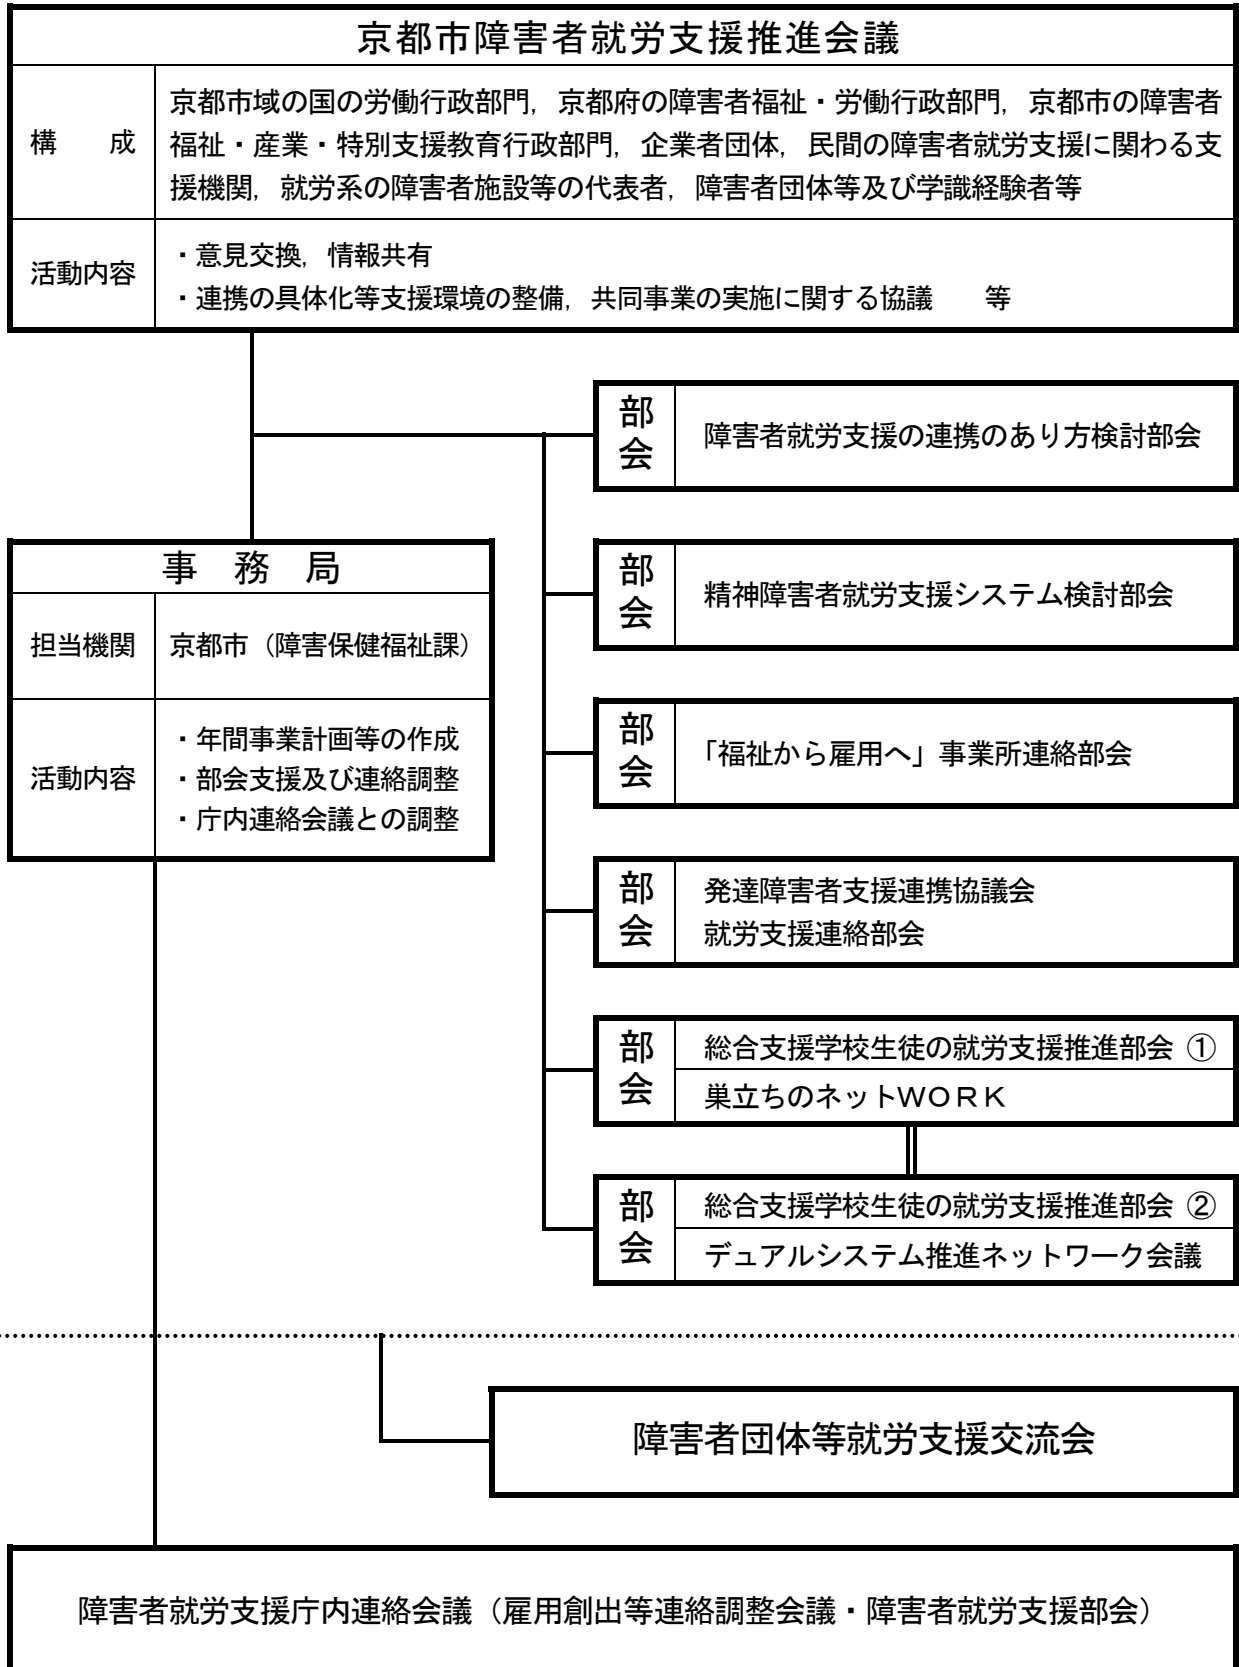 京都市障害者就労支援推進会議
構　成
京都市域の国の労働行政部門，京都府の障害者福祉・労働行政部門，京都市の障害者
福祉・産業・特別支援教育行政部門，企業者団体，民間の障害者就労支援に関わる支
援機関，就労系の障害者施設等の代表者，障害者団体等及び学識経験者等
活動内容
・意見交換，情報共有
・連携の具体化等支援環境の整備，共同事業の実施に関する協議　等
部会
障害者就労支援の連携のあり方検討部会
事　務　局
担当機関
京都市（障害保健福祉課）
活動内容
・年間事業計画等の作成
・部会支援及び連絡調整
・庁内連絡会議との調整
部会
精神障害者就労支援システム検討部会
部会
「福祉から雇用へ」事業所連絡部会
部会
発達障害者支援連携協議会
就労支援連絡部会
部会
総合支援学校生徒の就労支援推進部会 ①
巣立ちのネットＷＯＲＫ
部会
総合支援学校生徒の就労支援推進部会 ②
デュアルシステム推進ネットワーク会議
障害者団体等就労支援交流会
障害者就労支援庁内連絡会議（雇用創出等連絡調整会議・障害者就労支援部会）